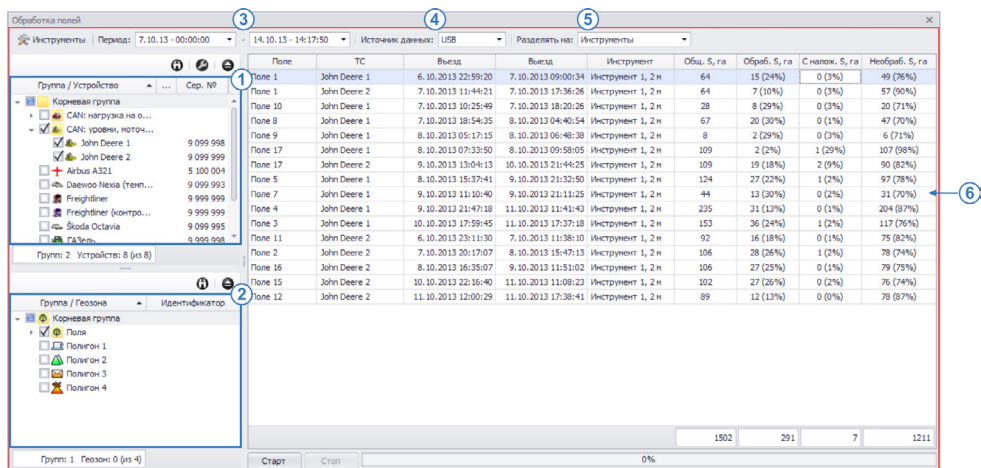 Обработка полей
3
4
5
Инструменты Период: 7.10.13 - 00:00:00 - 14.10.13 - 14:17:50 Источник данных: USB Разделять на: Инструменты
1
Группа / Устройство ... Сер. №
Корневая группа
CAN: нагрузка на о...
CAN: уровни, моточ...
John Deere 1 9 099 998
John Deere 2 9 099 999
Airbus A321 5 100 004
Daewoo Nexia (темп... 9 099 993
Freightliner 9 999 999
Freightliner (контро... 9 999 999
Škoda Octavia 9 099 995
ГАЗель 9 999 998
Групп: 2 Устройств: 8 (из 8)
2
Группа / Геозона Идентификатор
Корневая группа
Поля
Полигон 1
Полигон 2
Полигон 3
Полигон 4
Групп: 1 Геозон: 0 (из 4)
Поле ТС Въезд Выезд Инструмент Общ. S, га Обраб. S, га С налож. S, га Необраб. S, га
Поле 1 John Deere 1 6.10.2013 22:59:20 7.10.2013 09:00:34 Инструмент 1, 2 м 64 15 (24%) 0 (3%) 49 (76%)
Поле 1 John Deere 2 7.10.2013 11:44:21 7.10.2013 17:36:26 Инструмент 1, 2 м 64 7 (10%) 0 (3%) 57 (90%)
Поле 10 John Deere 1 7.10.2013 10:25:49 7.10.2013 18:20:26 Инструмент 1, 2 м 28 8 (29%) 0 (3%) 20 (71%)
Поле 8 John Deere 1 7.10.2013 18:54:35 8.10.2013 04:40:54 Инструмент 1, 2 м 67 20 (30%) 0 (1%) 47 (70%)
Поле 9 John Deere 1 8.10.2013 05:17:15 8.10.2013 06:48:38 Инструмент 1, 2 м 8 2 (29%) 0 (3%) 6 (71%)
Поле 17 John Deere 1 8.10.2013 07:33:50 8.10.2013 09:58:05 Инструмент 1, 2 м 109 2 (2%) 1 (29%) 107 (98%)
Поле 17 John Deere 2 9.10.2013 13:04:13 10.10.2013 21:44:25 Инструмент 1, 2 м 109 19 (18%) 2 (9%) 90 (82%)
Поле 5 John Deere 1 8.10.2013 15:37:41 9.10.2013 21:32:50 Инструмент 1, 2 м 124 27 (22%) 1 (2%) 97 (78%)
Поле 7 John Deere 1 9.10.2013 11:10:40 9.10.2013 21:11:25 Инструмент 1, 2 м 44 13 (30%) 0 (2%) 31 (70%)
6
Поле 4 John Deere 1 9.10.2013 21:47:18 11.10.2013 11:41:43 Инструмент 1, 2 м 235 31 (13%) 0 (1%) 204 (87%)
Поле 3 John Deere 1 10.10.2013 17:59:45 11.10.2013 17:37:18 Инструмент 1, 2 м 153 36 (24%) 1 (2%) 117 (76%)
Поле 11 John Deere 2 6.10.2013 23:11:30 7.10.2013 11:38:10 Инструмент 1, 2 м 92 16 (18%) 0 (1%) 75 (82%)
Поле 2 John Deere 2 7.10.2013 20:17:07 8.10.2013 15:47:13 Инструмент 1, 2 м 106 28 (26%) 1 (2%) 78 (74%)
Поле 16 John Deere 2 8.10.2013 16:35:07 9.10.2013 11:51:02 Инструмент 1, 2 м 106 27 (25%) 0 (1%) 79 (75%)
Поле 15 John Deere 2 10.10.2013 22:16:40 11.10.2013 11:08:23 Инструмент 1, 2 м 102 27 (26%) 0 (2%) 76 (74%)
Поле 12 John Deere 2 11.10.2013 12:00:29 11.10.2013 17:38:41 Инструмент 1, 2 м 89 12 (13%) 0 (0%) 78 (87%)
1502 291 7 1211
Старт Стоп 0%